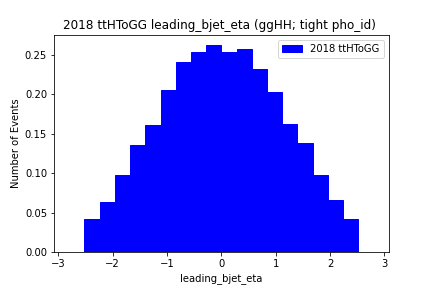 2018 ttHToGG leading_bjet_eta (ggHH; tight pho_id)
2018 ttHToGG
Number of Events
0.25
0.20
0.15
0.10
0.05
0.00
−3 −2 −1 0 1 2 3
leading_bjet_eta